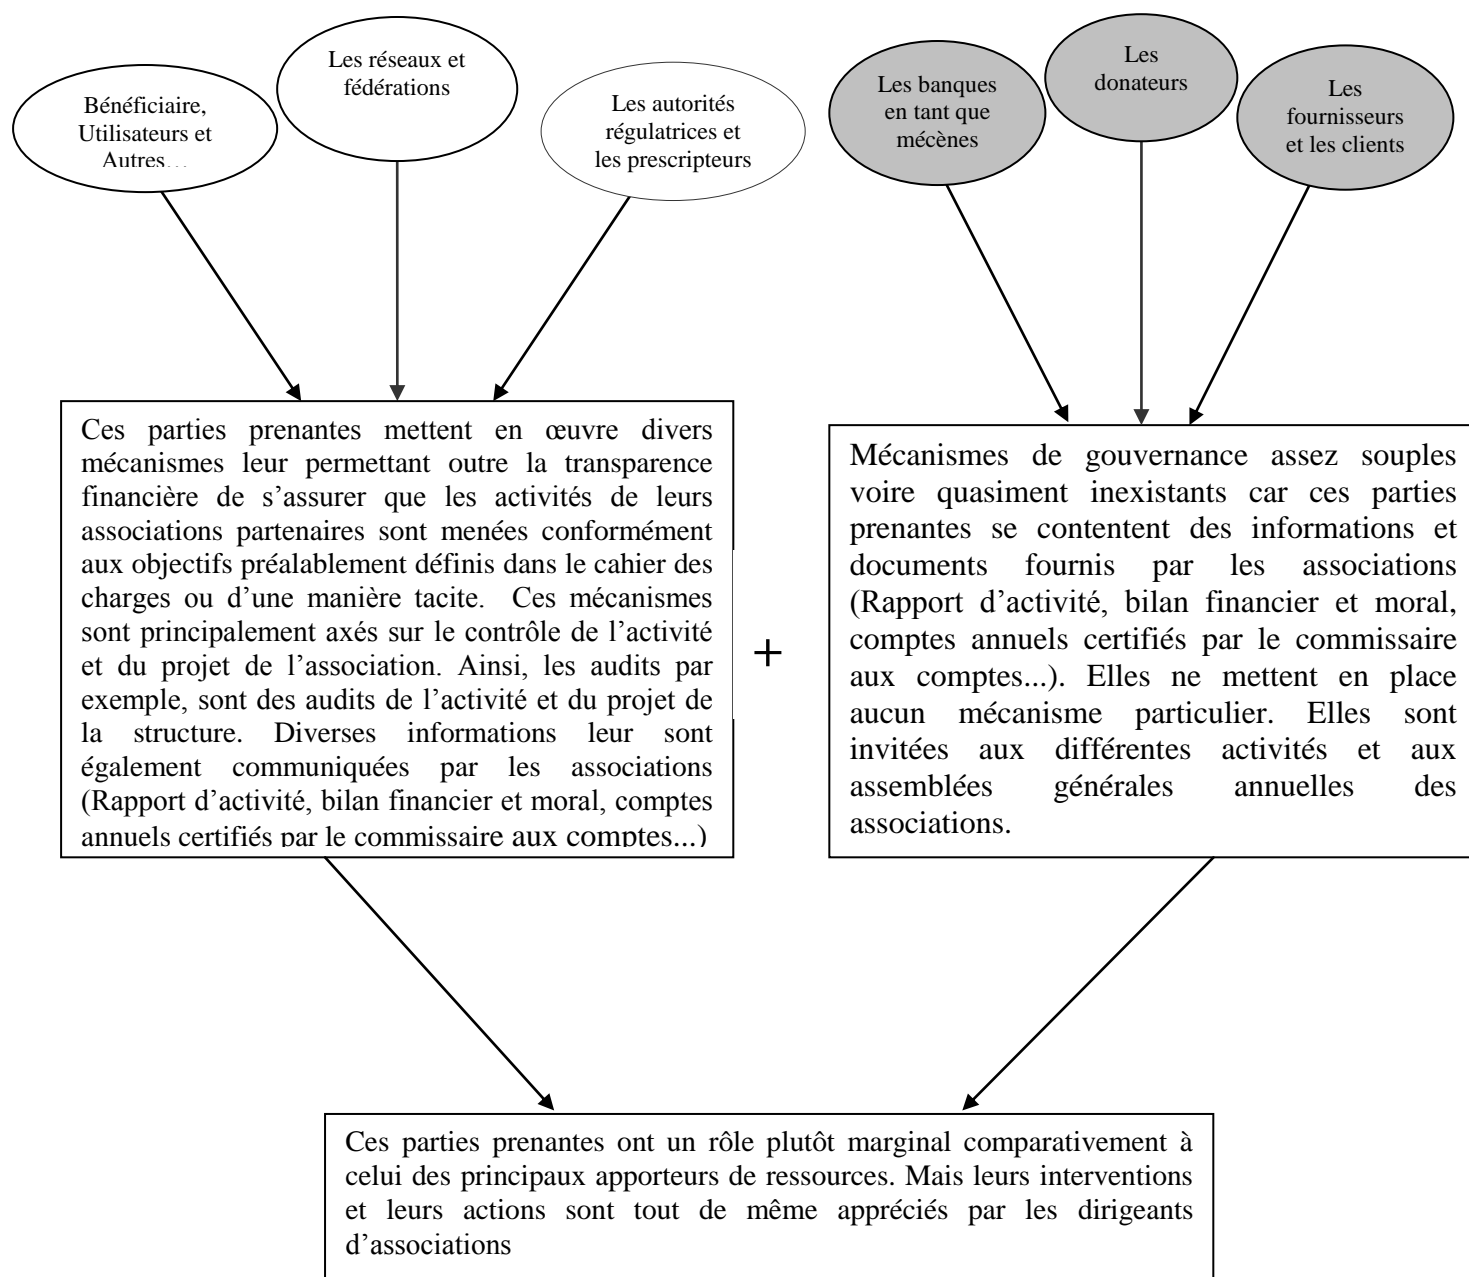 Bénéficiaire,
Utilisateurs et
Autres…
Les réseaux et
fédérations
Les autorités
régulatrices et
les prescripteurs
Les banques
en tant que
mécènes
Les
donateurs
Les
fournisseurs
et les clients
Ces parties prenantes mettent en œuvre divers
mécanismes leur permettant outre la transparence
financière de s’assurer que les activités de leurs
associations partenaires sont menées conformément
aux objectifs préalablement définis dans le cahier des
charges ou d’une manière tacite. Ces mécanismes
sont principalement axés sur le contrôle de l’activité
et du projet de l’association. Ainsi, les audits par
exemple, sont des audits de l’activité et du projet de
la structure. Diverses informations leur sont
également communiquées par les associations
(Rapport d’activité, bilan financier et moral, comptes
annuels certifiés par le commissaire aux comptes...)
+
Mécanismes de gouvernance assez souples
voire quasiment inexistants car ces parties
prenantes se contentent des informations et
documents fournis par les associations
(Rapport d’activité, bilan financier et moral,
comptes annuels certifiés par le commissaire
aux comptes...). Elles ne mettent en place
aucun mécanisme particulier. Elles sont
invitées aux différentes activités et aux
assemblées générales annuelles des
associations.
Ces parties prenantes ont un rôle plutôt marginal comparativement à
celui des principaux apporteurs de ressources. Mais leurs interventions
et leurs actions sont tout de même appréciés par les dirigeants
d’associations